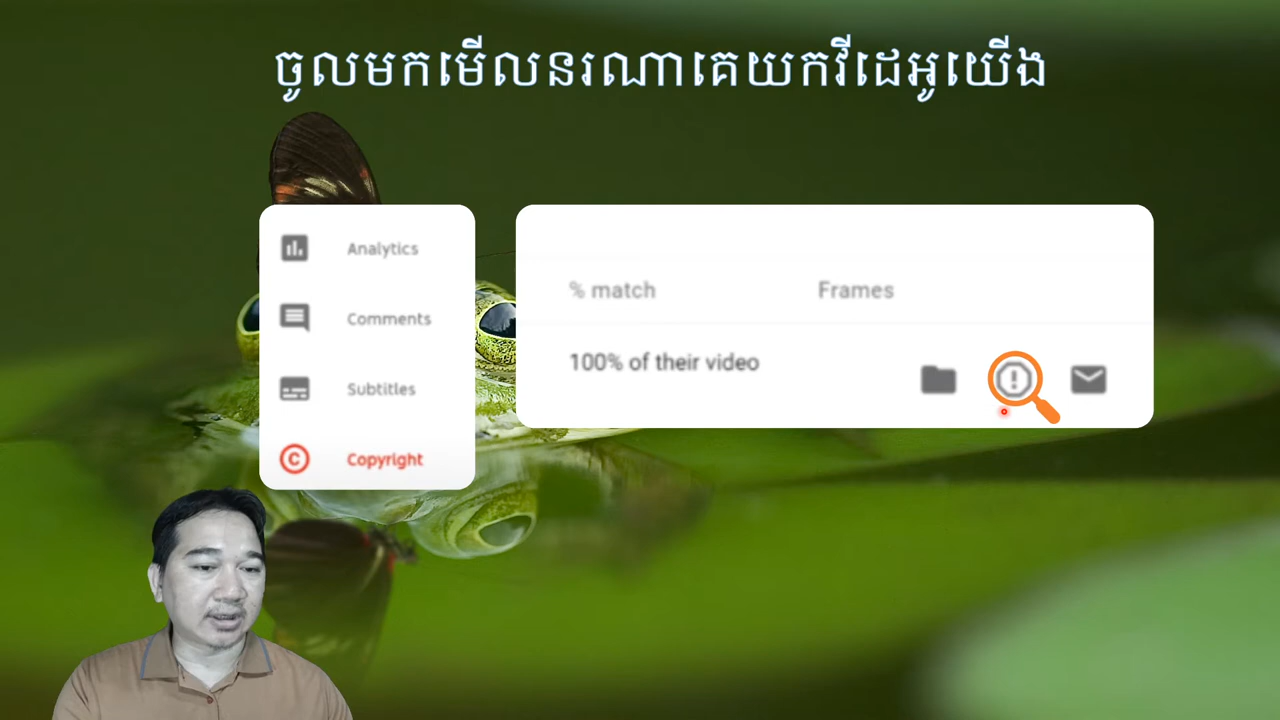 ចូលមកមើលនរណាគេយកវីដេអូយើង
Analytics
Comments
Subtitles
Copyright
% match
Frames
100% of their video